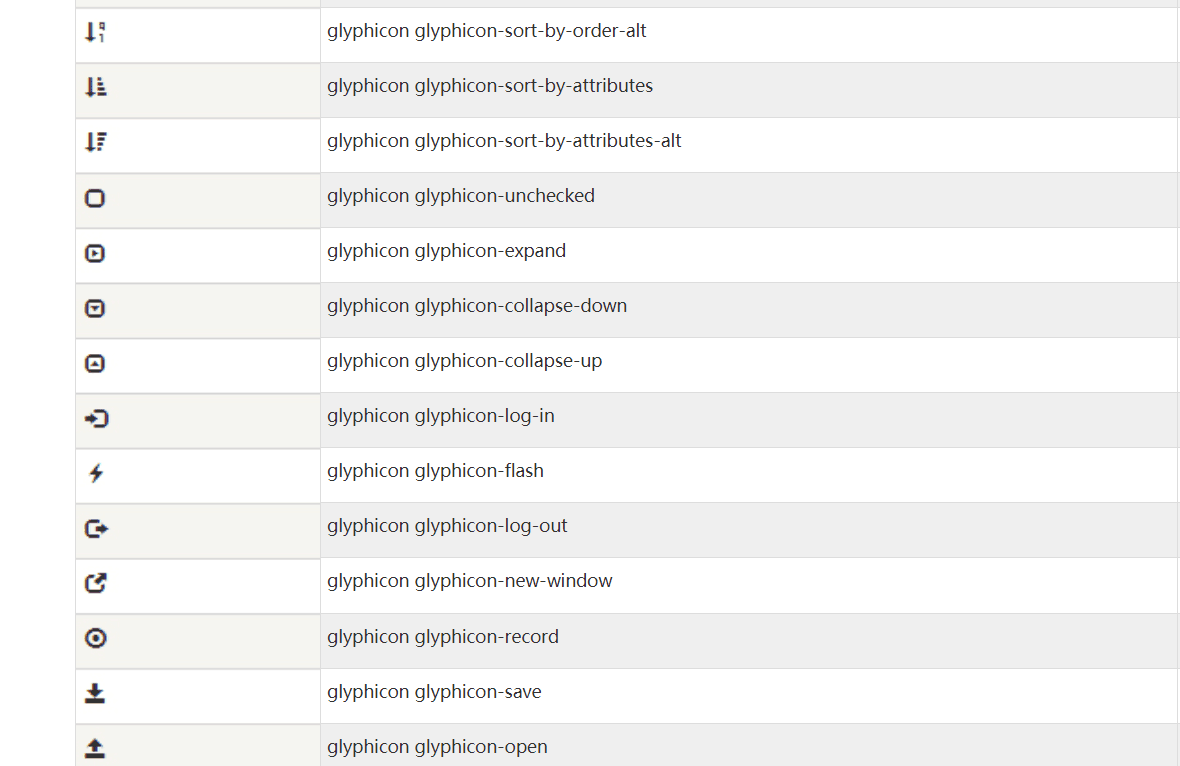 glyphicon glyphicon-sort-by-order-alt
glyphicon glyphicon-sort-by-attributes
glyphicon glyphicon-sort-by-attributes-alt
glyphicon glyphicon-unchecked
glyphicon glyphicon-expand
glyphicon glyphicon-collapse-down
glyphicon glyphicon-collapse-up
glyphicon glyphicon-log-in
glyphicon glyphicon-flash
glyphicon glyphicon-log-out
glyphicon glyphicon-new-window
glyphicon glyphicon-record
glyphicon glyphicon-save
glyphicon glyphicon-open